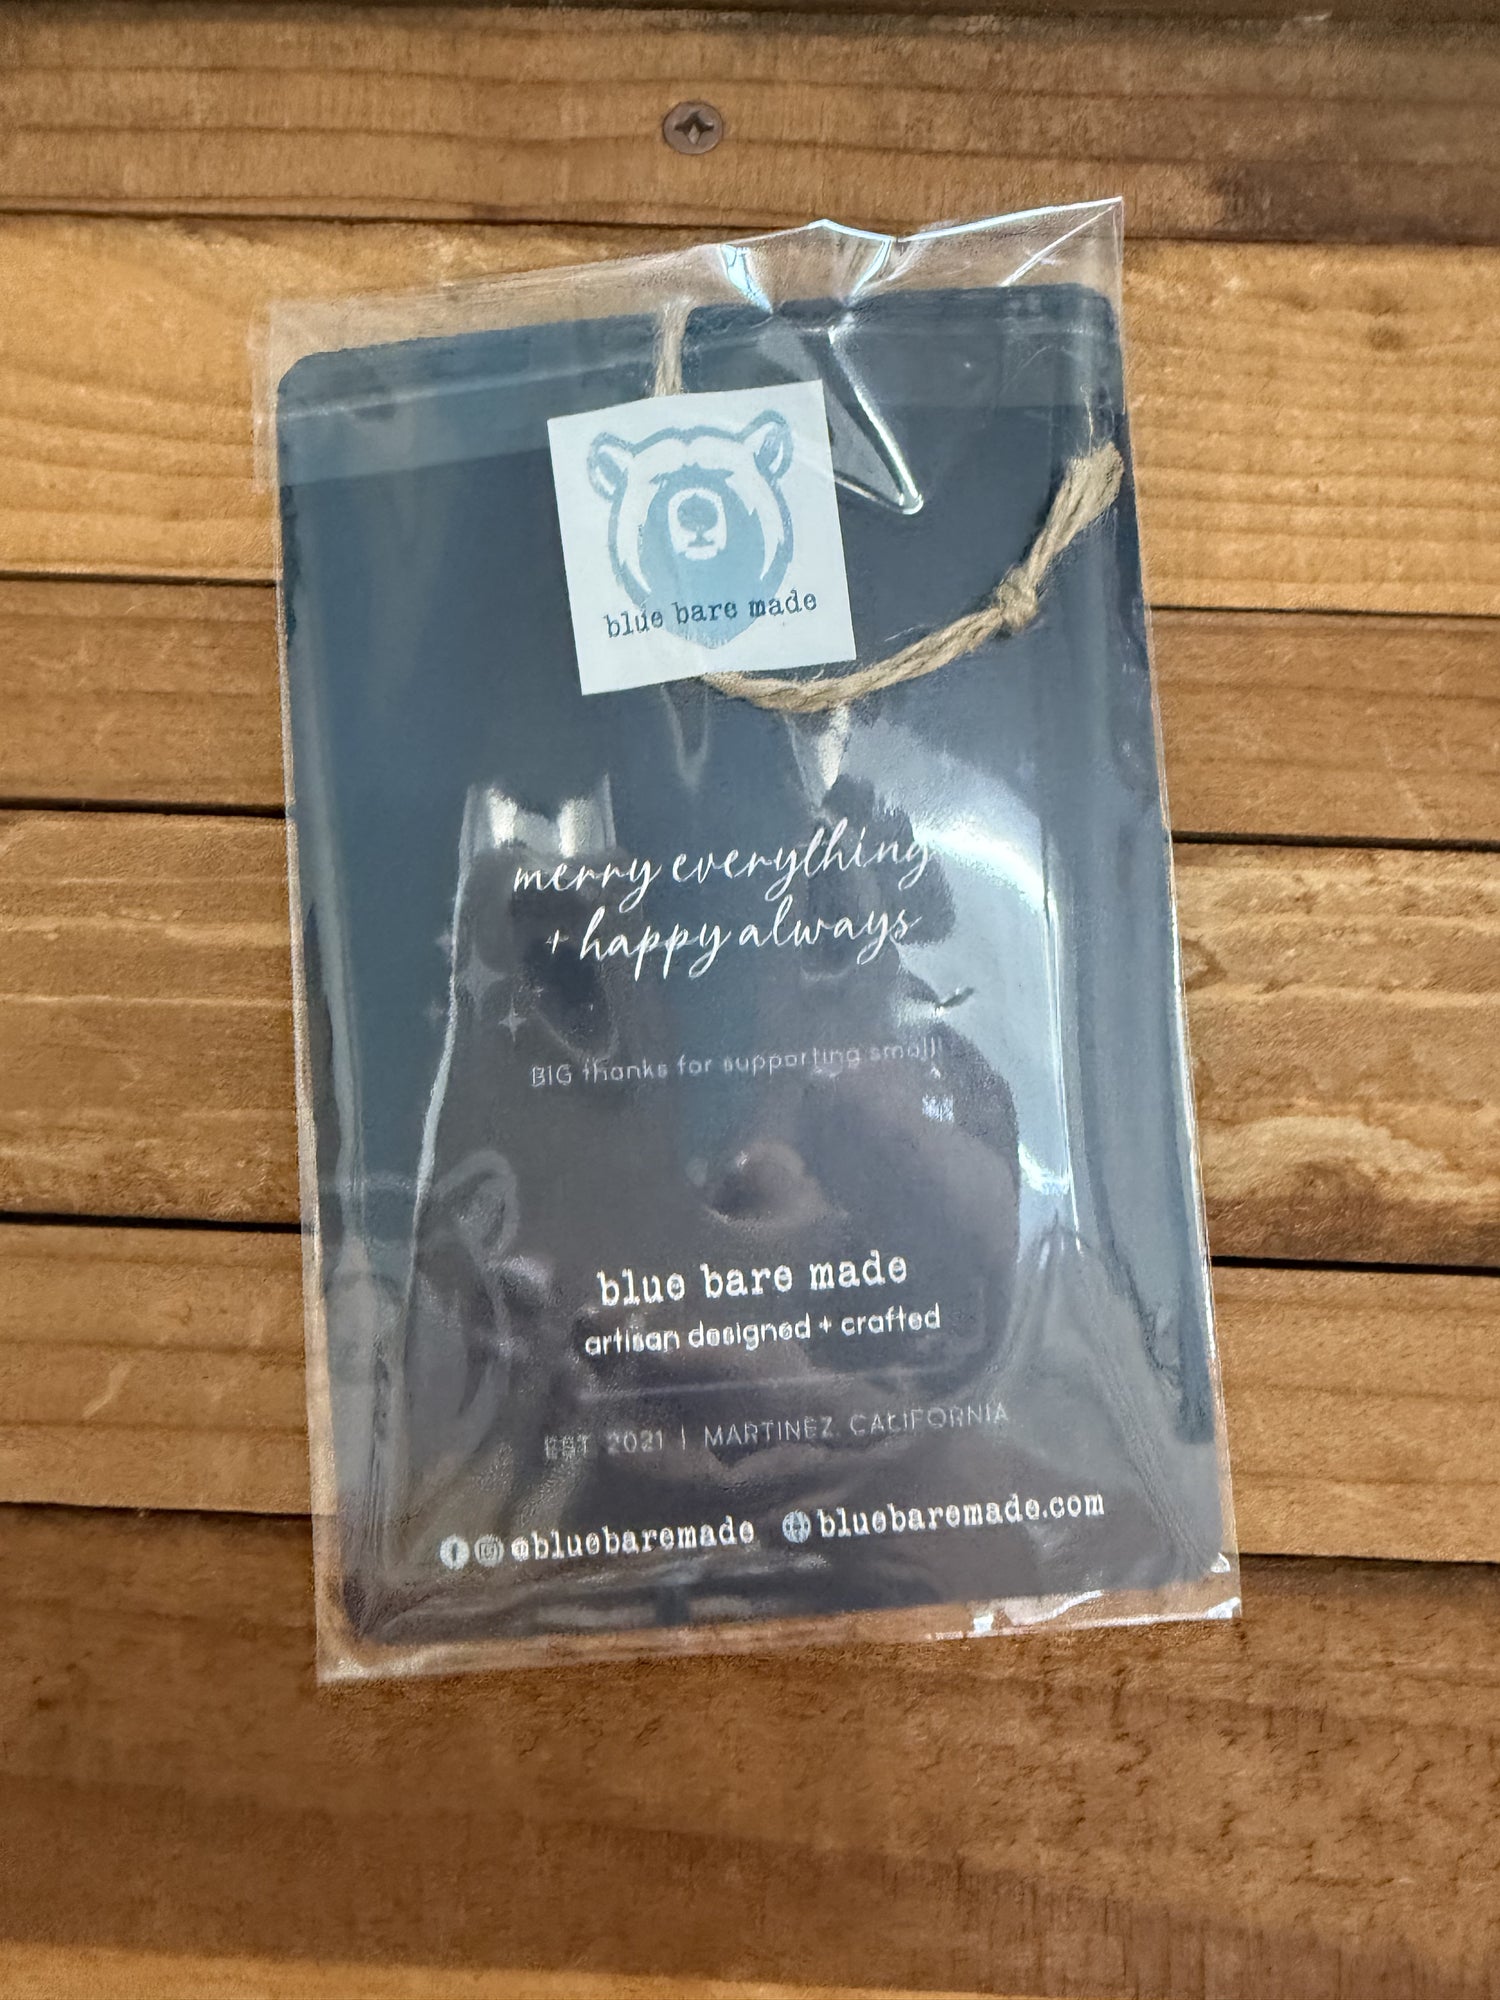 blue bare made
merry everything
+ happy always
BIG thanks for supporting small!
blue bare made
artisan designed + crafted
EST 2021 | MARTINEZ, CALIFORNIA
@bluebaremade bluebaremade.com